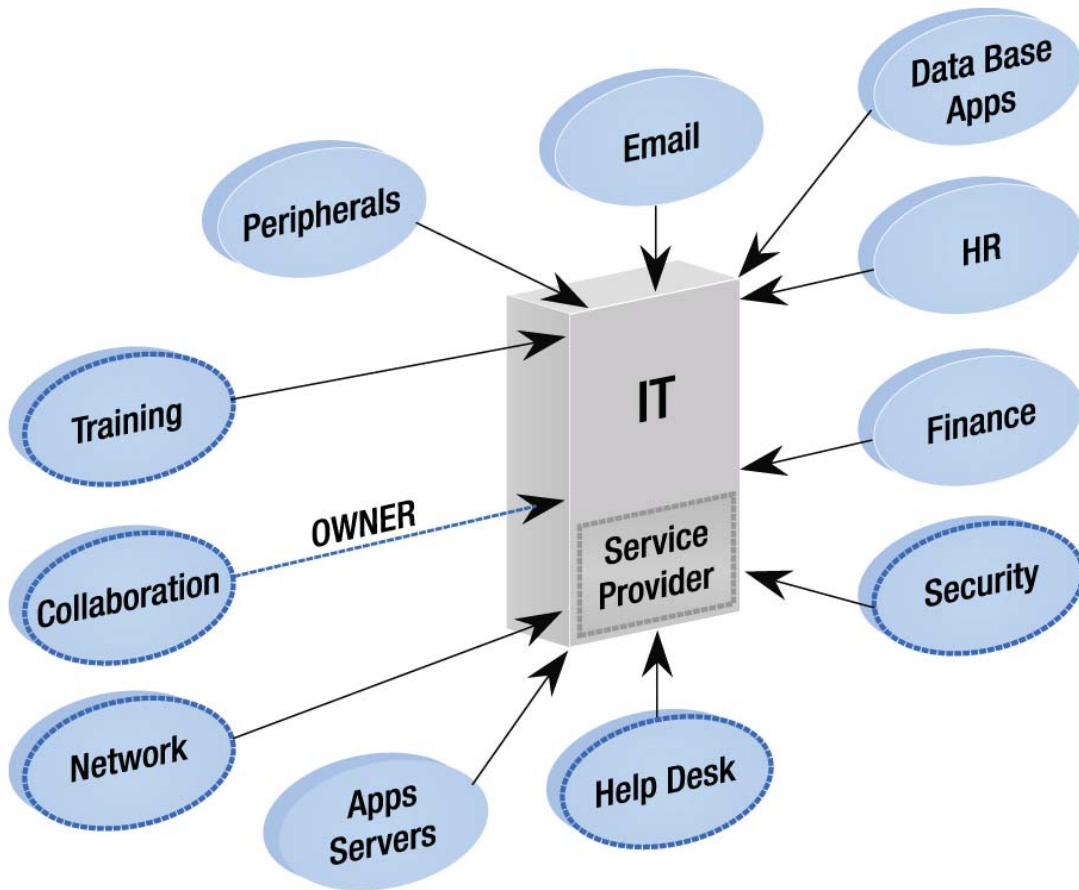 Data Base
Apps
Email
Peripherals
HR
IT
Training
Finance
OWNER
Service
Provider
Collaboration
Security
Network
Help Desk
Apps
Servers